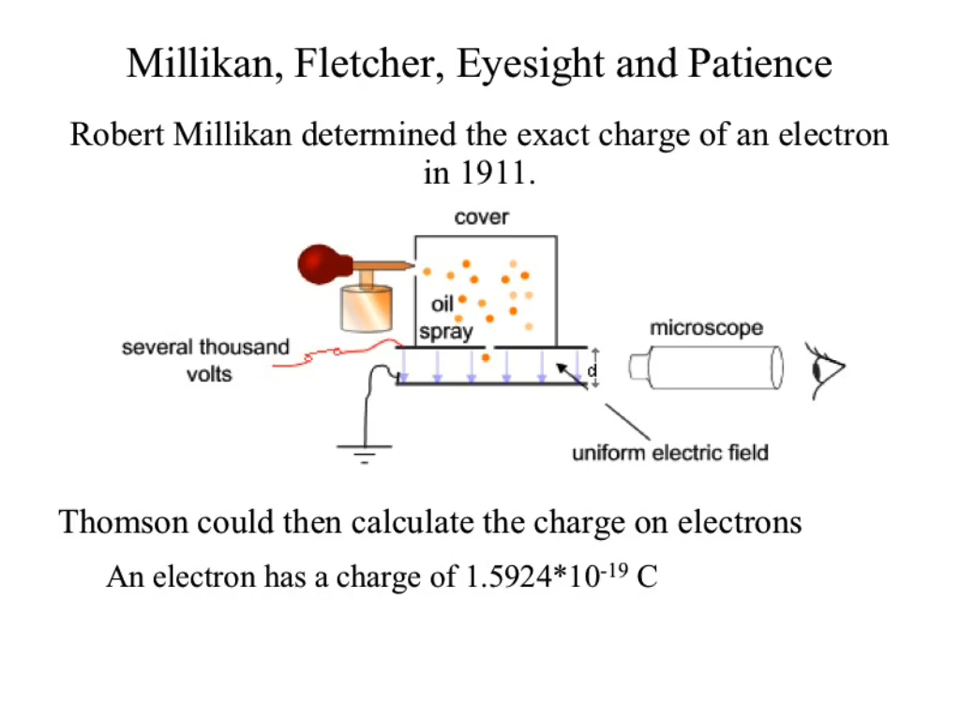 Millikan, Fletcher, Eyesight and Patience
Robert Millikan determined the exact charge of an electron
in 1911.
cover
oil
spray
microscope
several thousand
volts
d
uniform electric field
Thomson could then calculate the charge on electrons
An electron has a charge of 1.5924*10⁻¹⁹ C